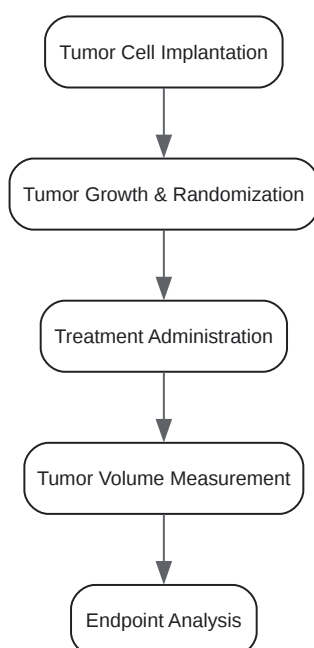 Tumor Cell Implantation
Tumor Growth & Randomization
Treatment Administration
Tumor Volume Measurement
Endpoint Analysis